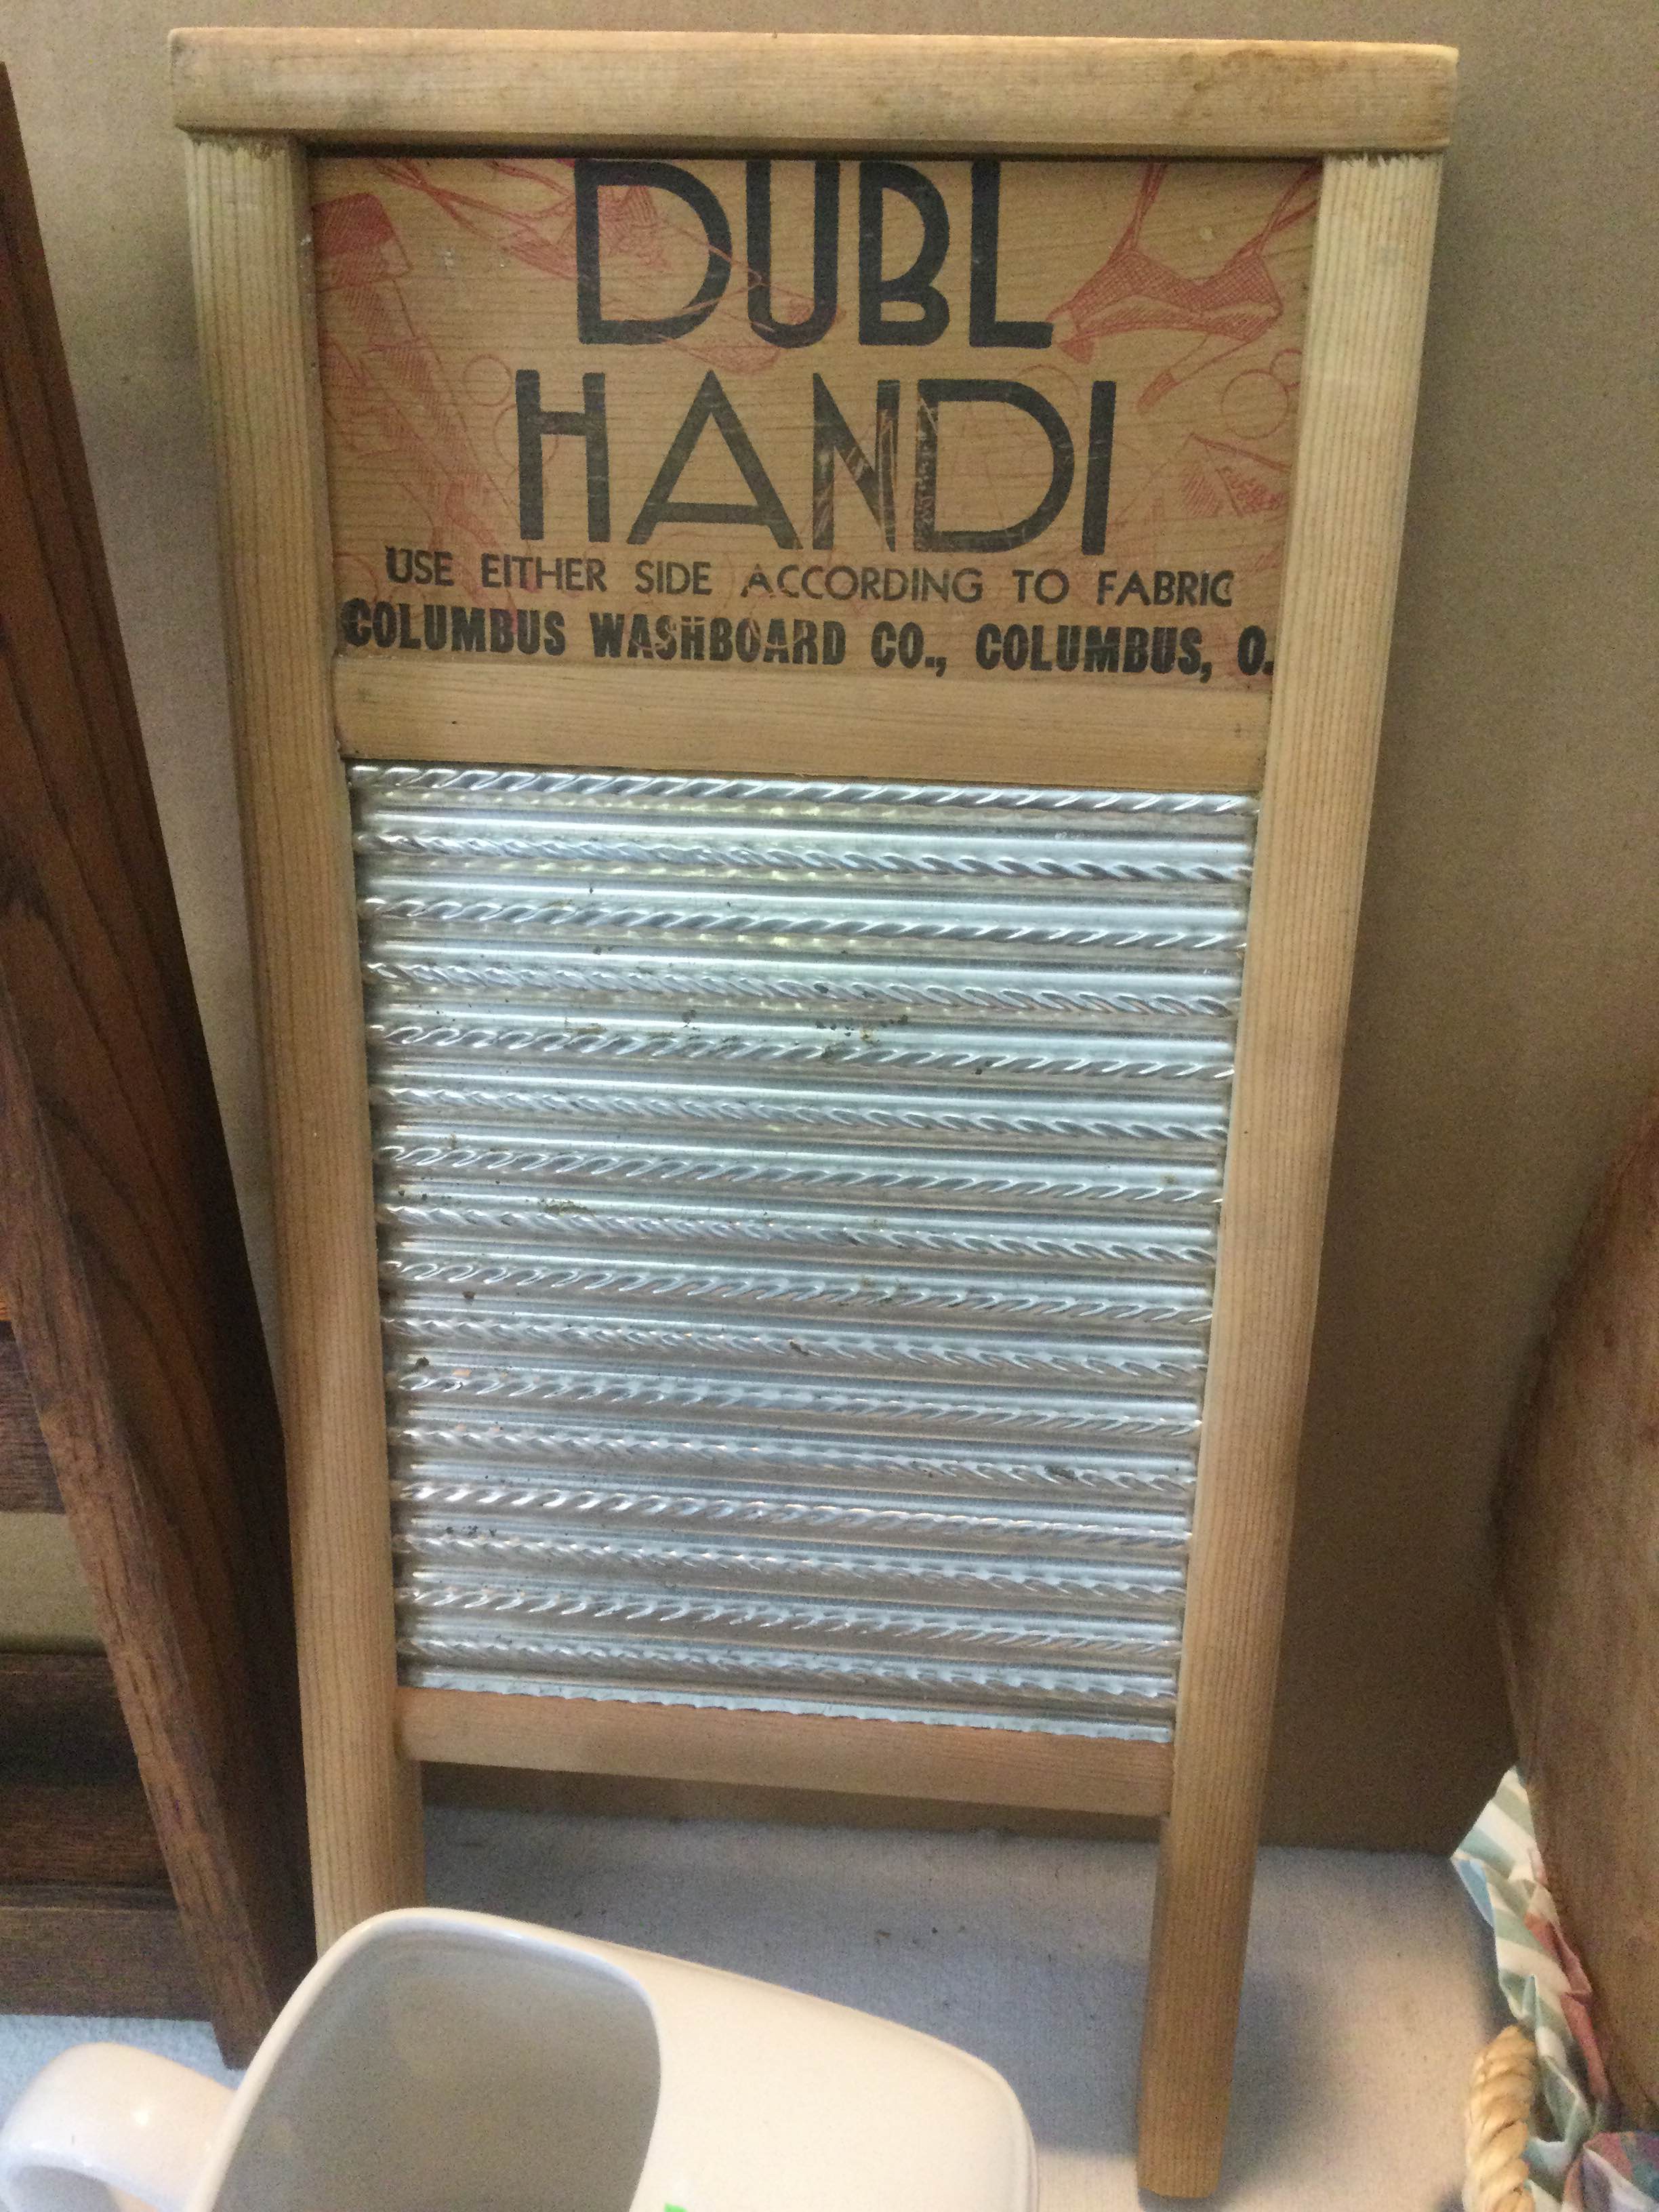 DUBL
HANDI
USE EITHER SIDE ACCORDING TO FABRIC
COLUMBUS WASHBOARD CO., COLUMBUS, O.